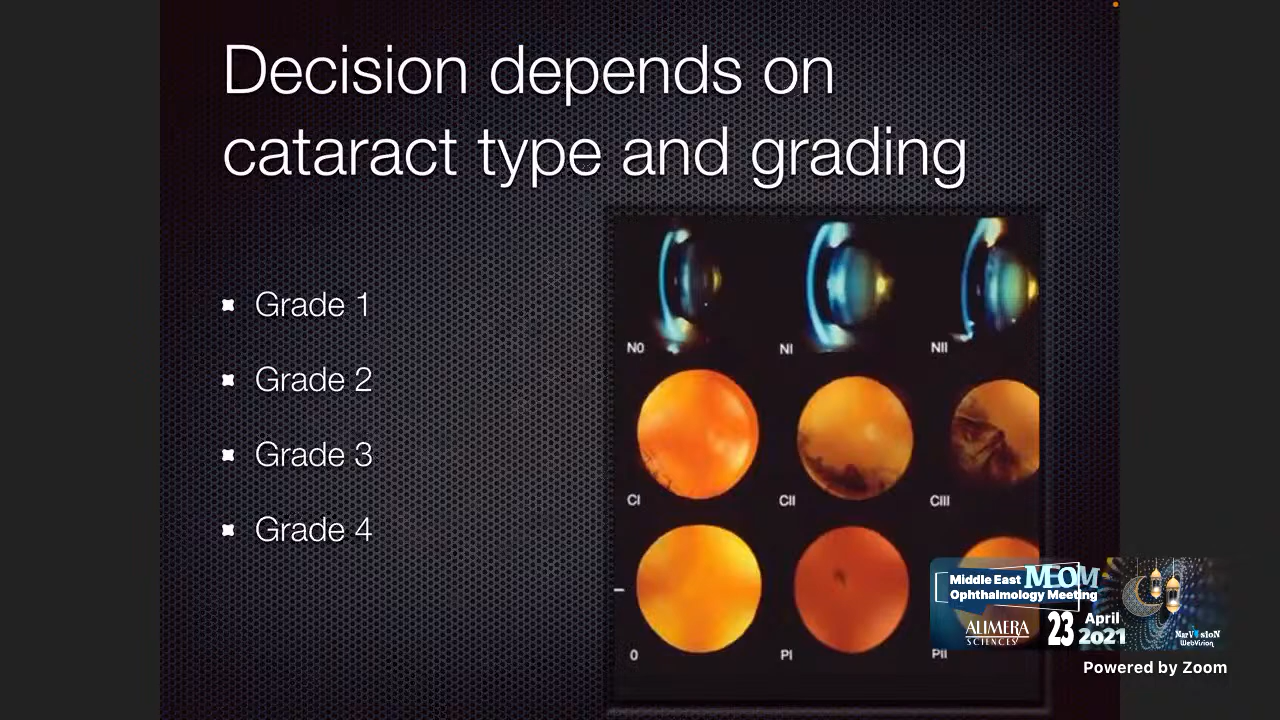 Decision depends on
cataract type and grading
Grade 1
Grade 2
Grade 3
Grade 4
N0
NI
NII
CI
CII
CIII
0
PI
PII
Middle East MEOM
Ophthalmology Meeting
ALIMERA
SCIENCES
23 April
2021
NarVisioN
WebVision
Powered by Zoom